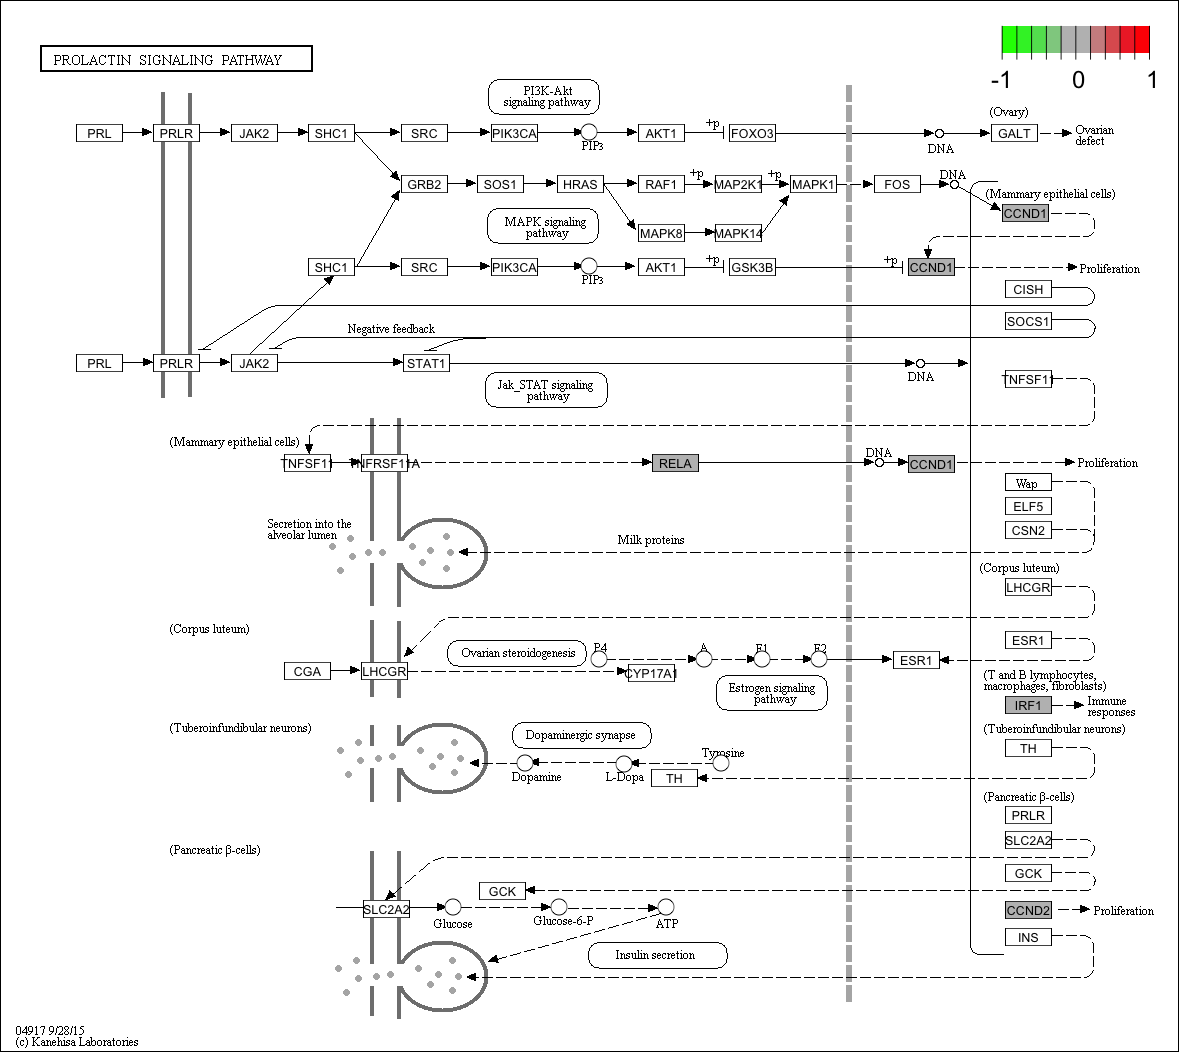 PROLACTIN SIGNALING PATHWAY
-1 0 1
PI3K-Akt
signaling pathway
(Ovary)
PRL PRLR JAK2 SHC1 SRC PIK3CA PIP3 AKT1 +p FOXO3 DNA GALT Ovarian
defect
GRB2 SOS1 HRAS RAF1 +p MAP2K1 +p MAPK1 FOS DNA
(Mammary epithelial cells)
CCND1
MAPK signaling
pathway
MAPK8 MAPK14
SHC1 SRC PIK3CA PIP3 AKT1 +p GSK3B +p CCND1 Proliferation
CISH
SOCS1
Negative feedback
PRL PRLR JAK2 STAT1 DNA
Jak_STAT signaling
pathway
TNFSF11
(Mammary epithelial cells)
TNFSF11 TNFRSF11A RELA DNA CCND1 Proliferation
Wap
ELF5
CSN2
Secretion into the
alveolar lumen
Milk proteins
(Corpus luteum)
LHCGR
(Corpus luteum)
ESR1
Ovarian steroidogenesis
P4 A E1 E2 ESR1
CGA LHCGR CYP17A1
Estrogen signaling
pathway
(T and B lymphocytes,
macrophages, fibroblasts)
IRF1 Immune
responses
(Tuberoinfundibular neurons)
(Tuberoinfundibular neurons)
TH
Dopaminergic synapse
Dopamine L-Dopa Tyrosine
TH
(Pancreatic β-cells)
PRLR
SLC2A2
(Pancreatic β-cells)
GCK
GCK
SLC2A2 Glucose Glucose-6-P ATP
CCND2 Proliferation
INS
Insulin secretion
04917 9/28/15
(c) Kanehisa Laboratories